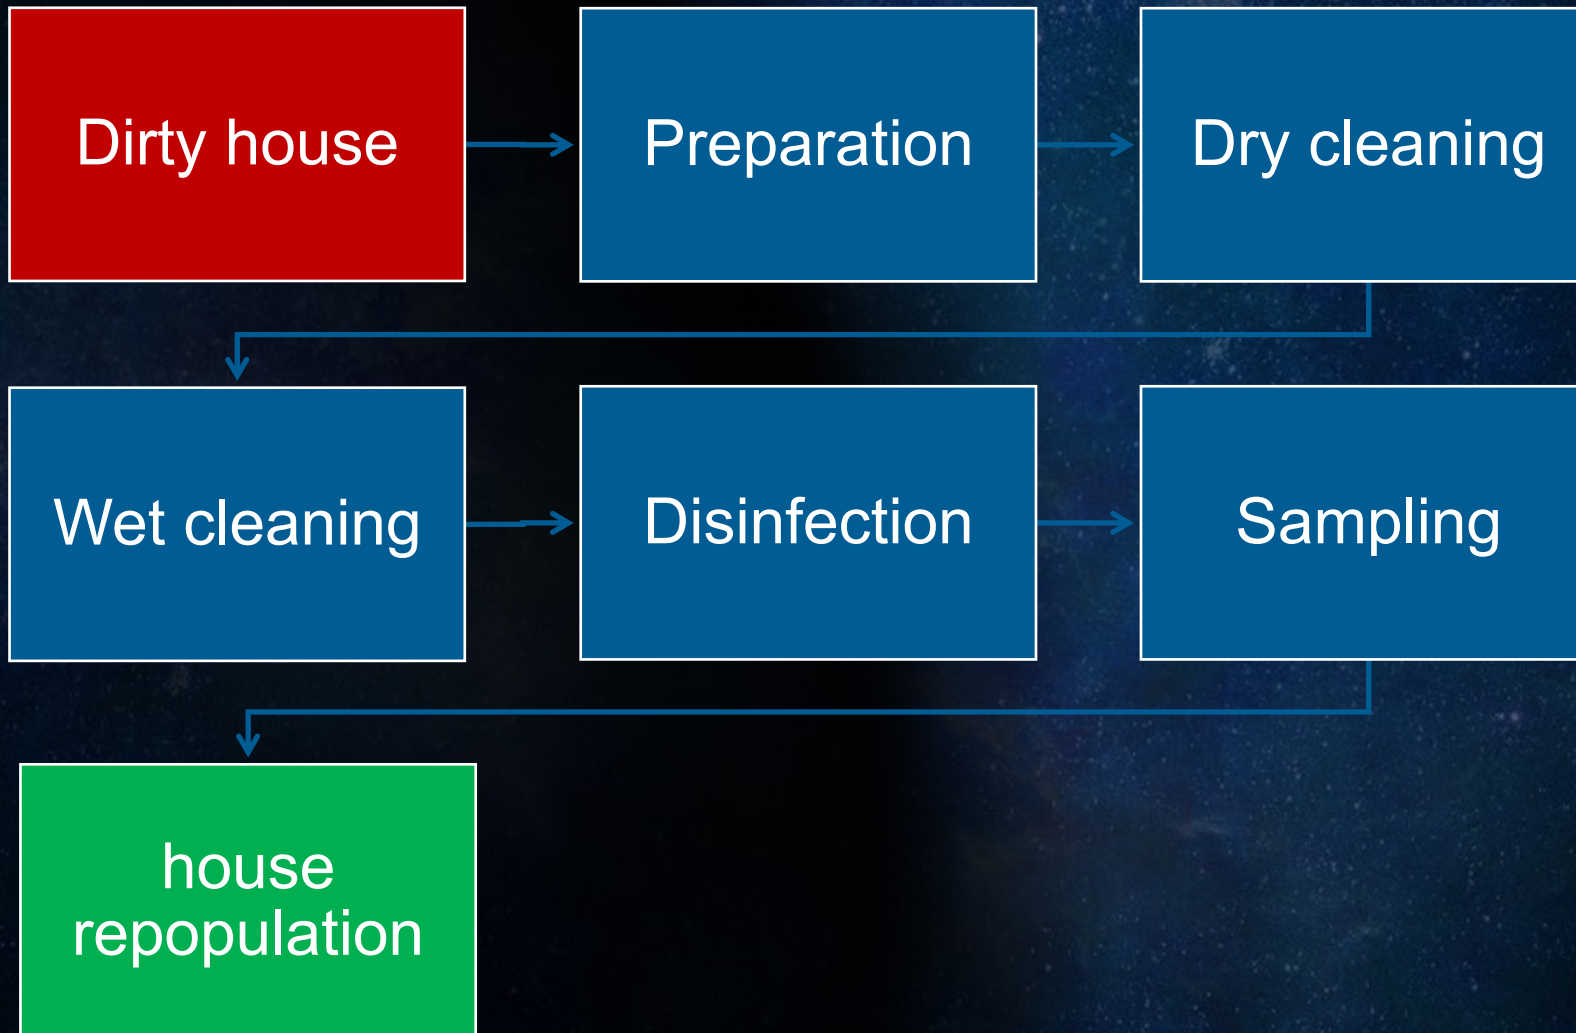 Dirty house
Preparation
Dry cleaning
Wet cleaning
Disinfection
Sampling
house
repopulation